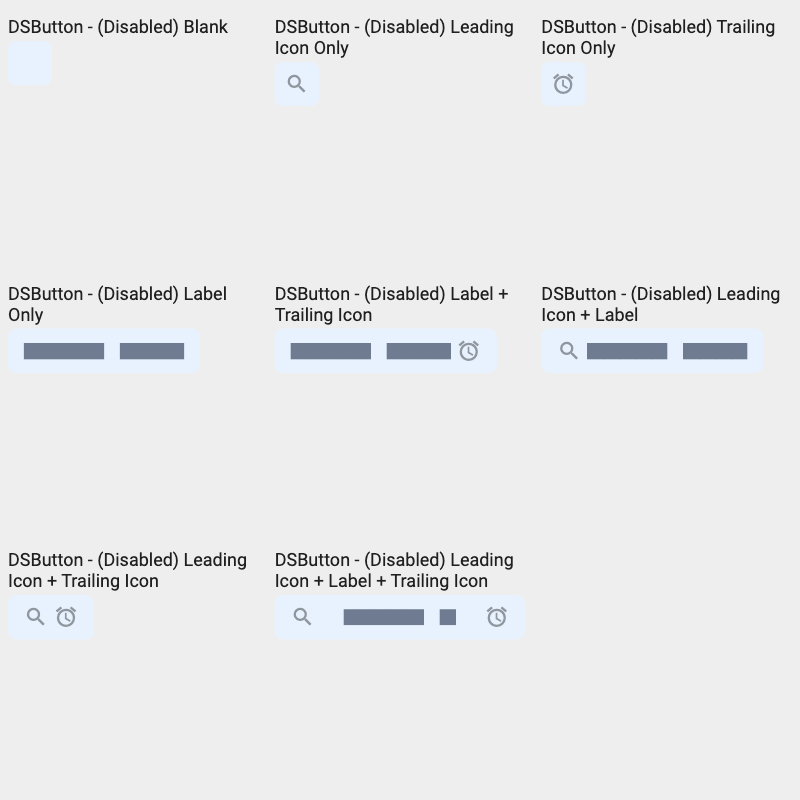 DSButton - (Disabled) Blank
DSButton - (Disabled) Leading
Icon Only
DSButton - (Disabled) Trailing
Icon Only
DSButton - (Disabled) Label
Only
DSButton - (Disabled) Label +
Trailing Icon
DSButton - (Disabled) Leading
Icon + Label
DSButton - (Disabled) Leading
Icon + Trailing Icon
DSButton - (Disabled) Leading
Icon + Label + Trailing Icon